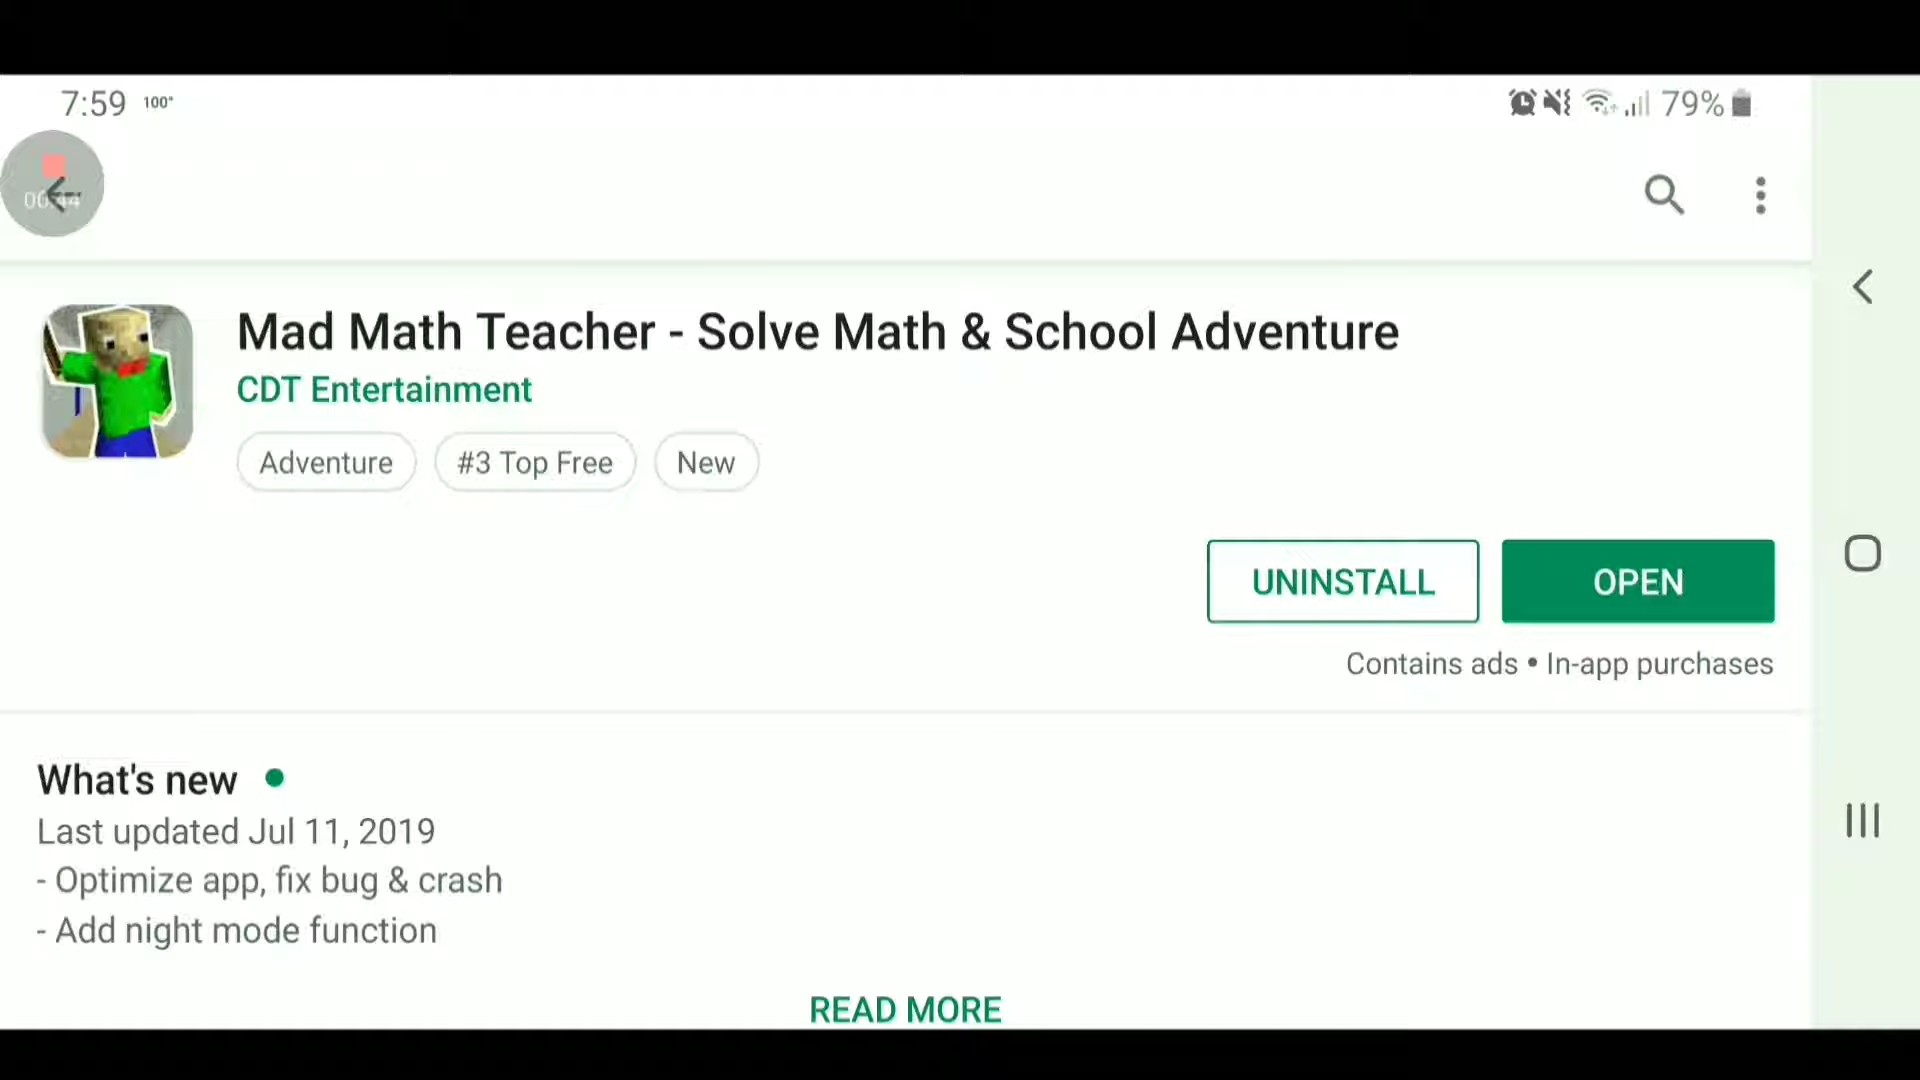 7:59 100°
79%
00:44
Mad Math Teacher - Solve Math & School Adventure
CDT Entertainment
Adventure #3 Top Free New
UNINSTALL OPEN
Contains ads • In-app purchases
What's new
Last updated Jul 11, 2019
- Optimize app, fix bug & crash
- Add night mode function
READ MORE